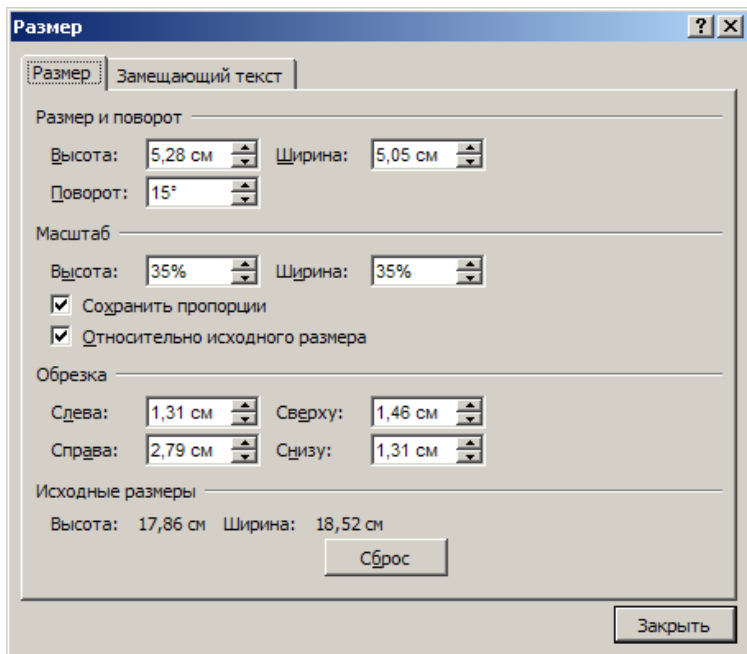 Размер
Размер Замещающий текст
Размер и поворот
Высота: 5,28 см Ширина: 5,05 см
Поворот: 15°
Масштаб
Высота: 35% Ширина: 35%
Сохранить пропорции
Относительно исходного размера
Обрезка
Слева: 1,31 см Сверху: 1,46 см
Справа: 2,79 см Снизу: 1,31 см
Исходные размеры
Высота: 17,86 см Ширина: 18,52 см
Сброс
Закрыть